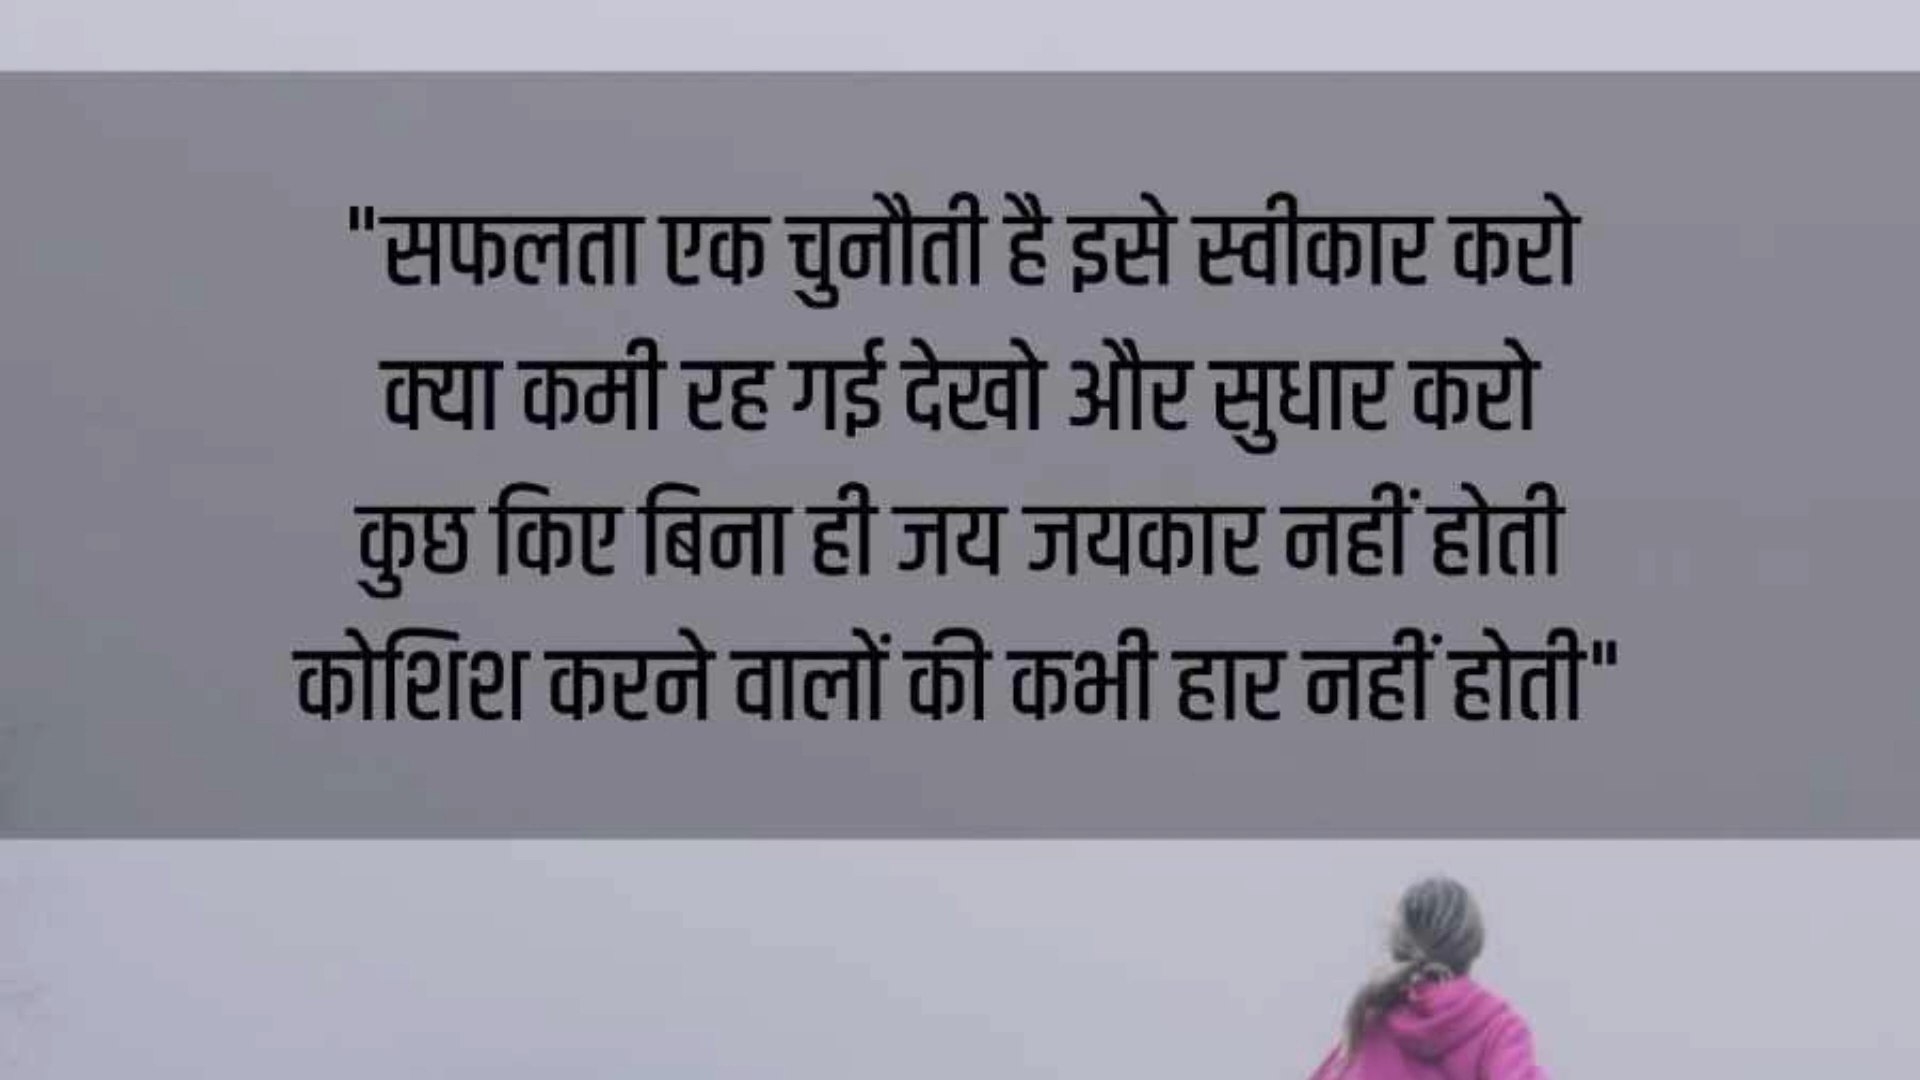 "सफलता एक चुनौती है इसे स्वीकार करो
क्या कमी रह गई देखो और सुधार करो
कुछ किए बिना ही जय जयकार नहीं होती
कोशिश करने वालों की कभी हार नहीं होती"